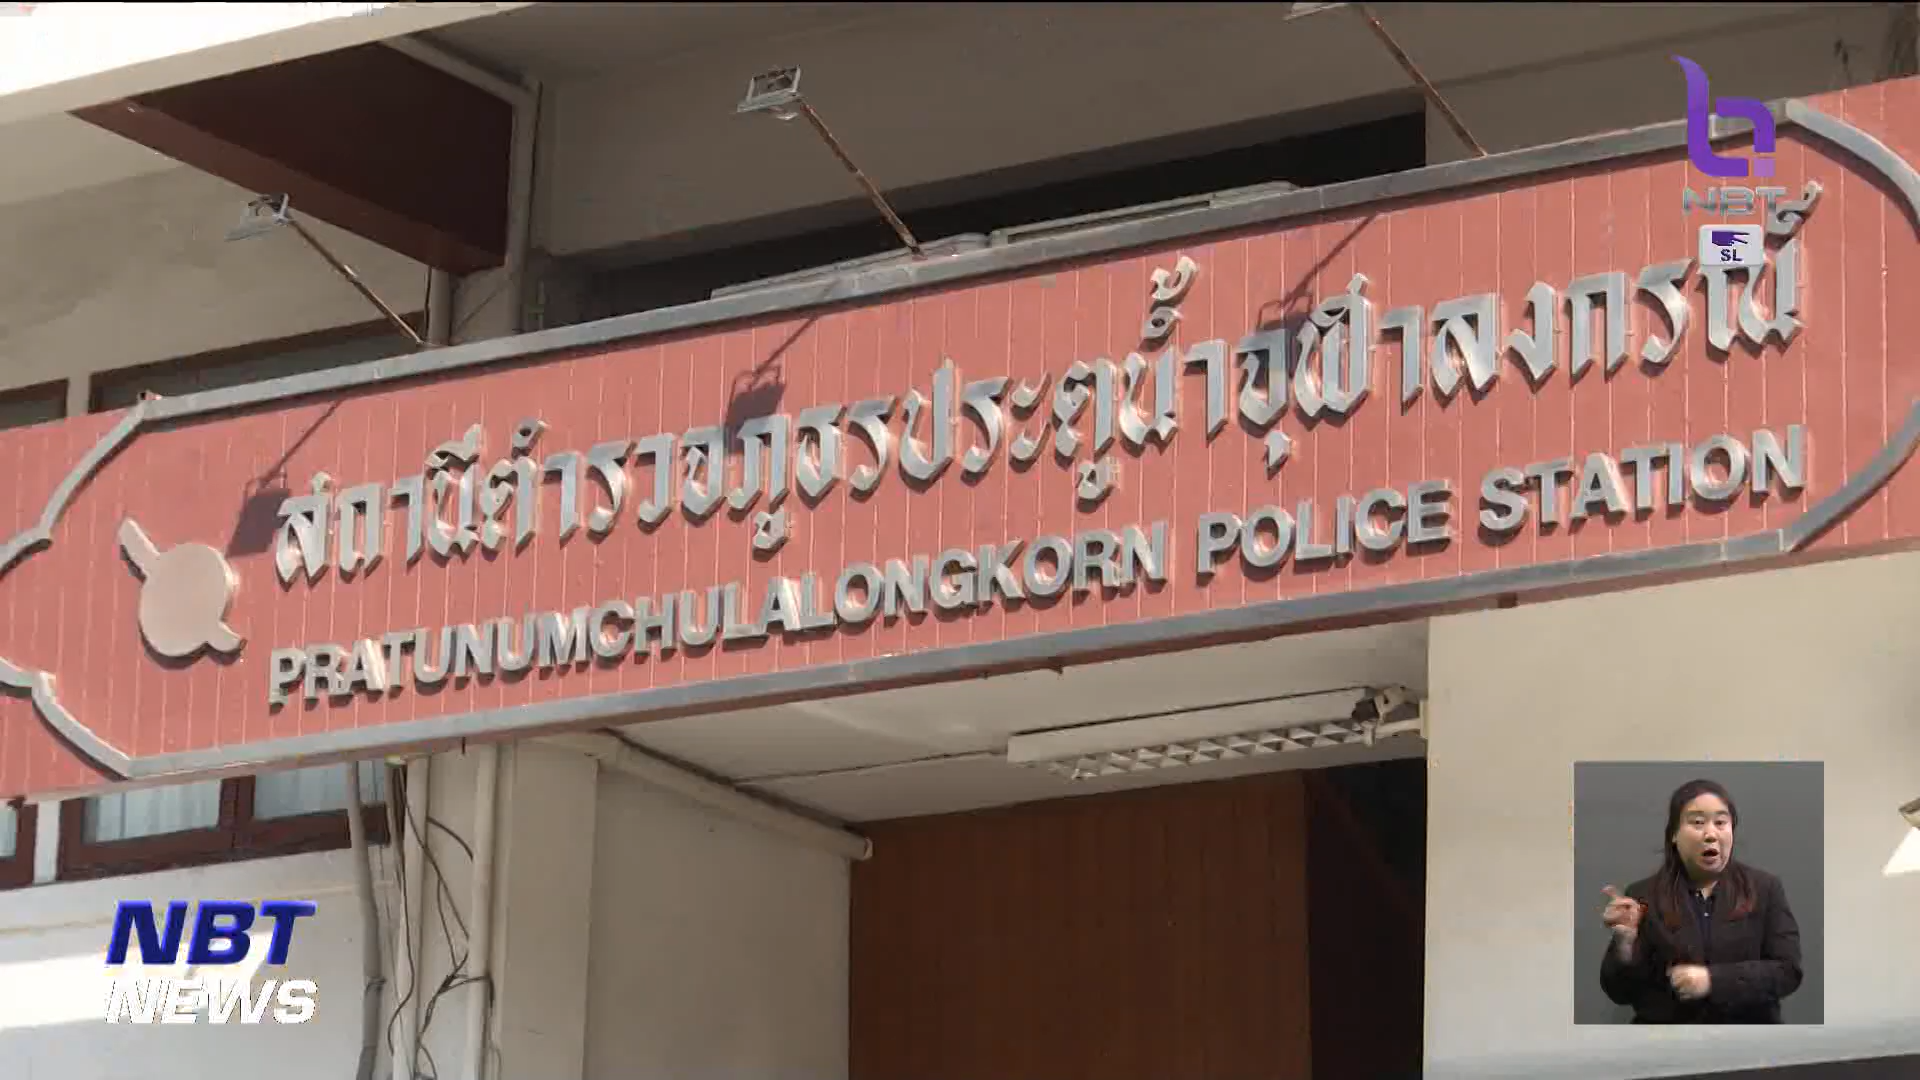 NBT
SL
สถานีตำรวจภูธรประตูน้ำจุฬาลงกรณ์
PRATUNUMCHULALONGKORN POLICE STATION
NBT
NEWS